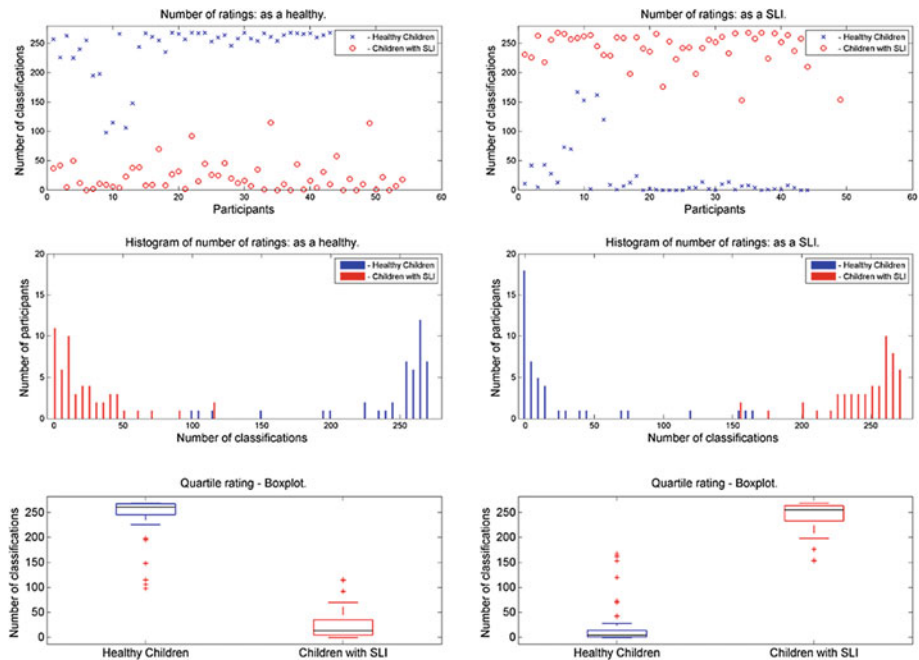 Number of ratings: as a healthy.
× - Healthy Children
○ - Children with SLI
Number of classifications
250
200
150
100
50
0
0 10 20 30 40 50 60
Participants
Number of ratings: as a SLI.
× - Healthy Children
○ - Children with SLI
Number of classifications
250
200
150
100
50
0
0 10 20 30 40 50 60
Participants
Histogram of number of ratings: as a healthy.
- Healthy Children
- Children with SLI
Number of participants
20
15
10
5
0
0 50 100 150 200 250
Number of classifications
Histogram of number of ratings: as a SLI.
- Healthy Children
- Children with SLI
Number of participants
20
15
10
5
0
0 50 100 150 200 250
Number of classifications
Quartile rating - Boxplot.
Number of classifications
250
200
150
100
50
0
Healthy Children Children with SLI
Quartile rating - Boxplot.
Number of classifications
250
200
150
100
50
0
Healthy Children Children with SLI